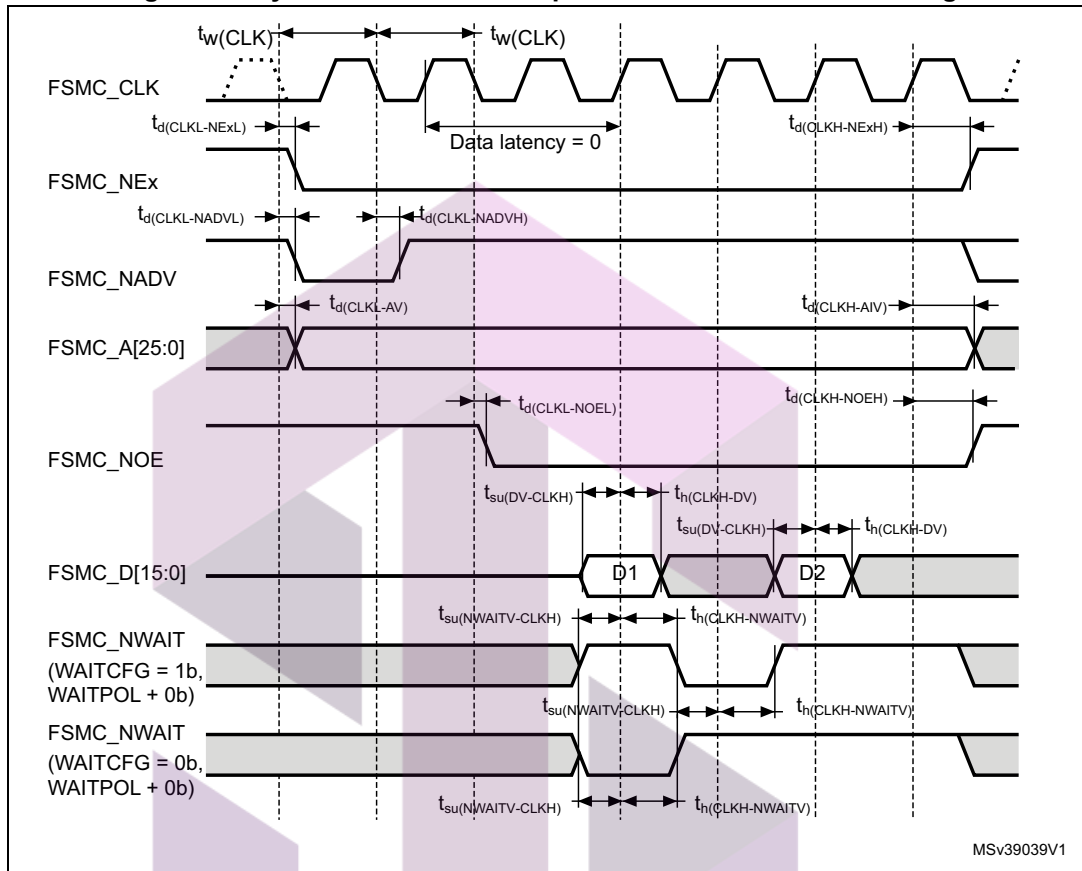 tw(CLK) tw(CLK)
FSMC_CLK
td(CLKL-NExL) Data latency = 0 td(CLKH-NExH)
FSMC_NEx
td(CLKL-NADVL) td(CLKL-NADVH)
FSMC_NADV
td(CLKL-AV) td(CLKH-AIV)
FSMC_A[25:0]
td(CLKL-NOEL) td(CLKH-NOEH)
FSMC_NOE
tsu(DV-CLKH) th(CLKH-DV)
tsu(DV-CLKH) th(CLKH-DV)
FSMC_D[15:0] D1 D2
tsu(NWAITV-CLKH) th(CLKH-NWAITV)
FSMC_NWAIT
(WAITCFG = 1b,
WAITPOL + 0b)
tsu(NWAITV-CLKH) th(CLKH-NWAITV)
FSMC_NWAIT
(WAITCFG = 0b,
WAITPOL + 0b)
tsu(NWAITV-CLKH) th(CLKH-NWAITV)
MSv39039V1